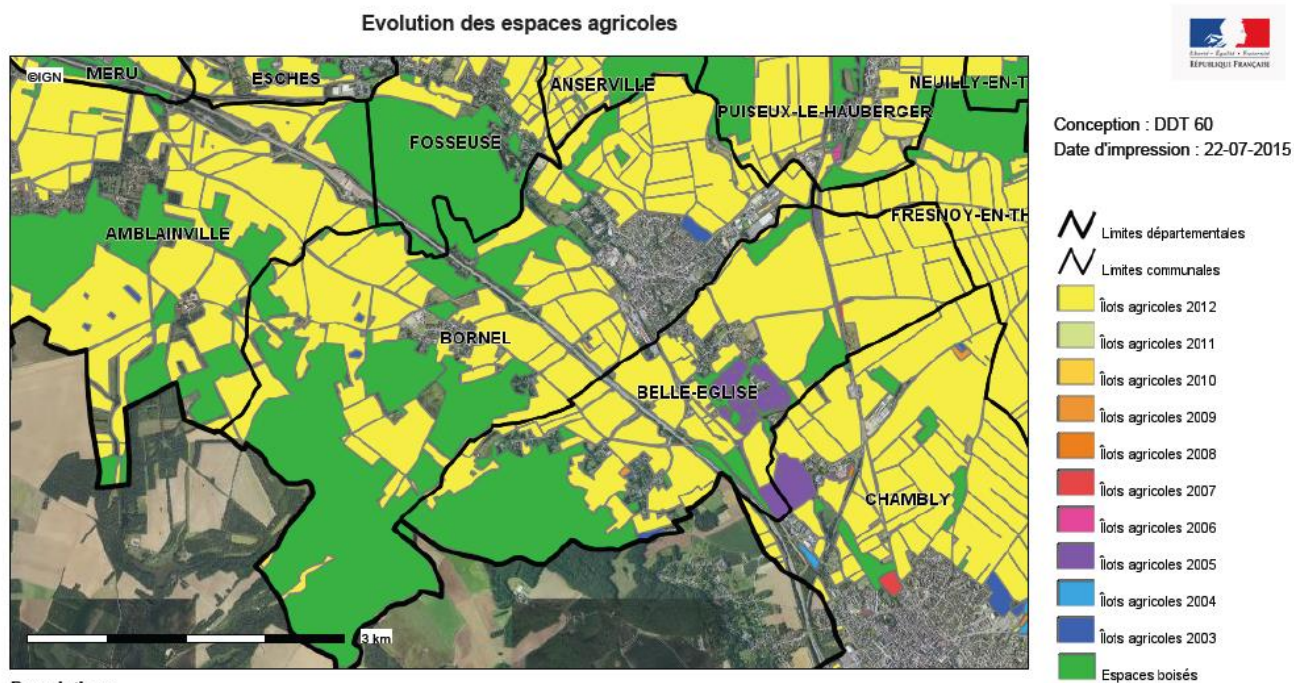 Evolution des espaces agricoles
Liberté • Égalité • Fraternité
RÉPUBLIQUE FRANÇAISE
Conception : DDT 60
Date d'impression : 22-07-2015
©IGN
MERU
ESCHES
ANSERVILLE
NEUILLY-EN-T
PUISEUX-LE-HAUBERGER
FOSSEUSE
FRESNOY-EN-TH
AMBLAINVILLE
BORNEL
BELLE-EGLISE
CHAMBLY
3 km
Limites départementales
Limites communales
Îlots agricoles 2012
Îlots agricoles 2011
Îlots agricoles 2010
Îlots agricoles 2009
Îlots agricoles 2008
Îlots agricoles 2007
Îlots agricoles 2006
Îlots agricoles 2005
Îlots agricoles 2004
Îlots agricoles 2003
Espaces boisés